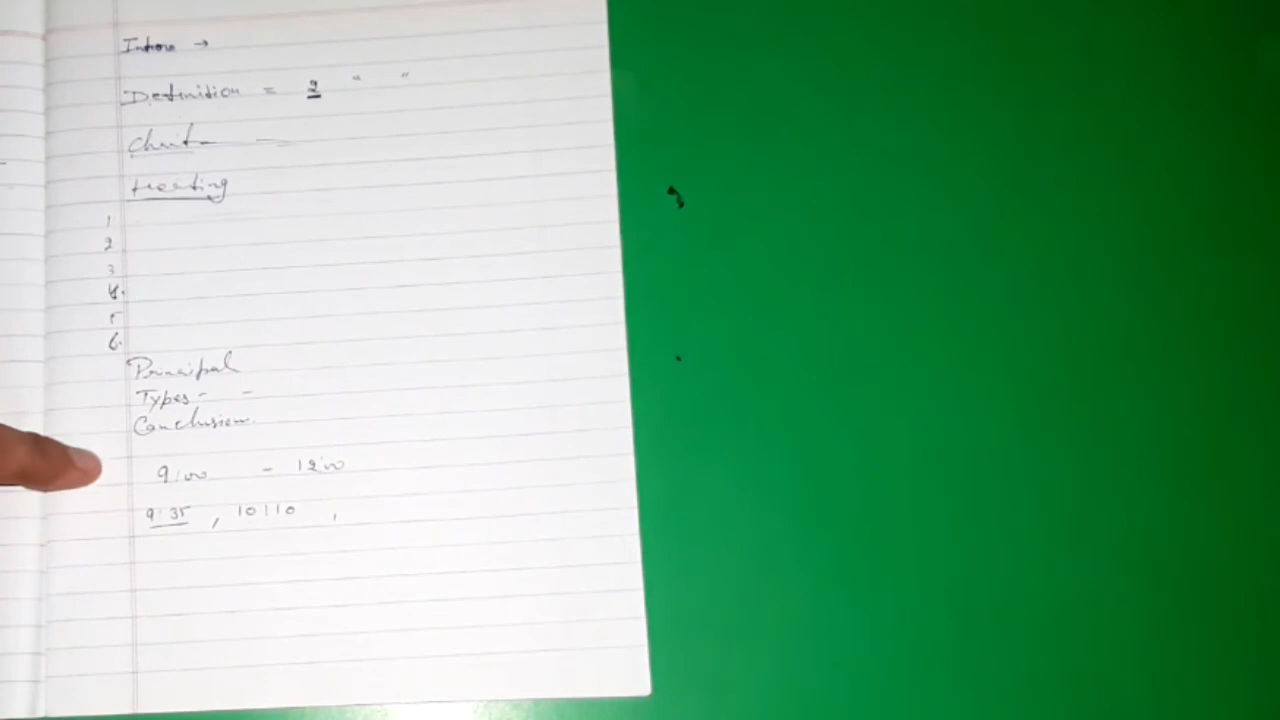 Intro →
Definition = 2 " "
Chart
Heading
1
2
3
4.
5
6.
Principal
Types - -
Conclusion
9:00 - 12:00
9:35 , 10:10 ,